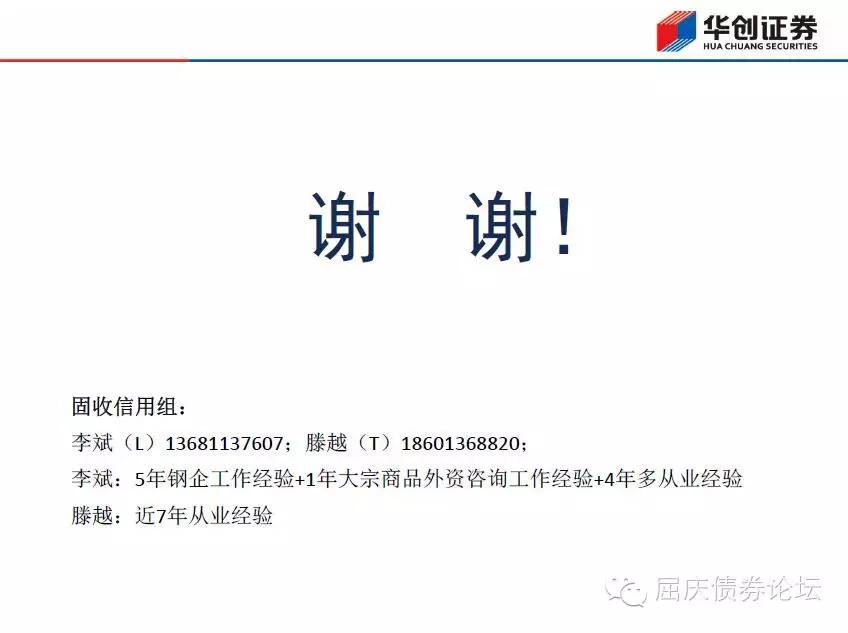 华创证券
HUA CHUANG SECURITIES
谢 谢!
固收信用组：
李斌（L）13681137607；滕越（T）18601368820；
李斌：5年钢企工作经验+1年大宗商品外资咨询工作经验+4年多从业经验
滕越：近7年从业经验
屈庆债券论坛